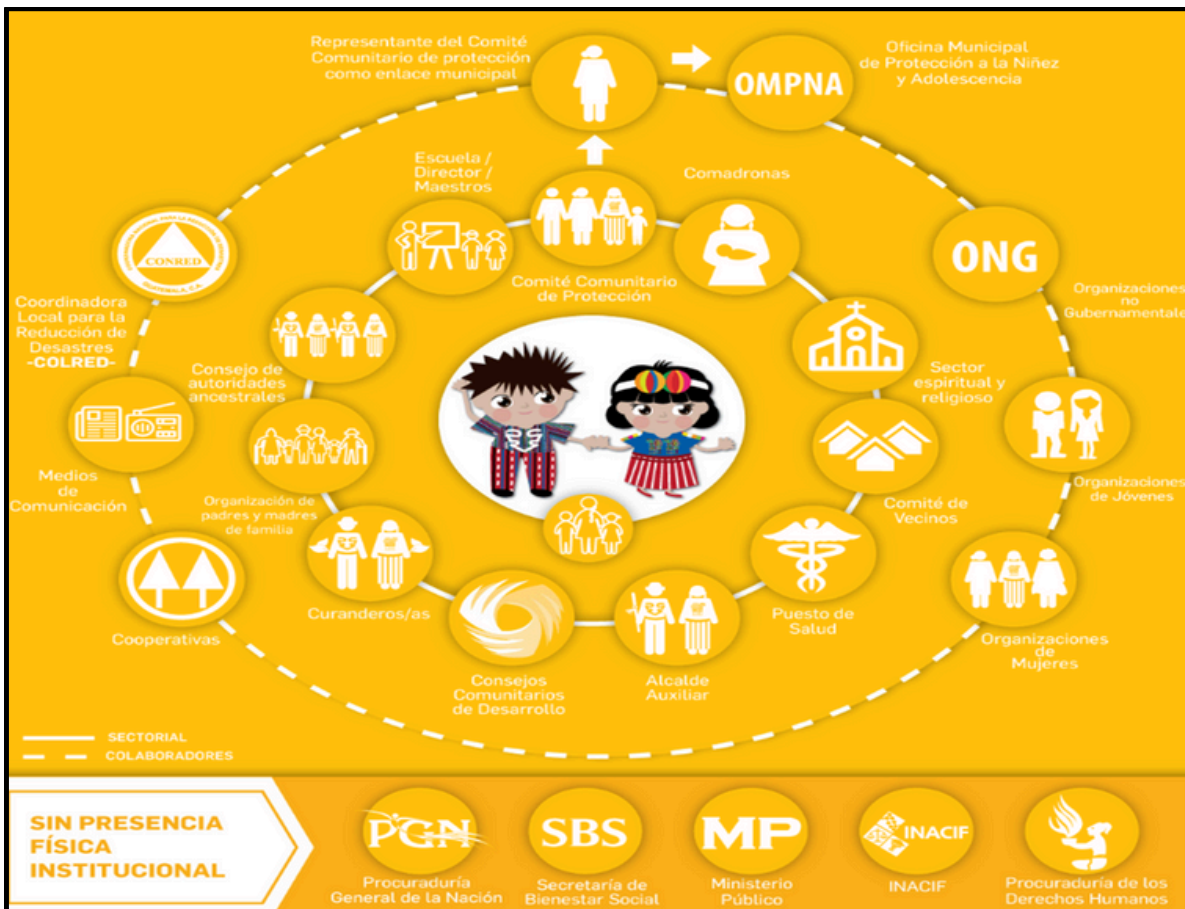 Representante del Comité
Comunitario de protección
como enlace municipal
OMPNA
Oficina Municipal
de Protección a la Niñez
y Adolescencia
Escuela /
Director /
Maestros
Comadronas
CONRED
GUATEMALA, C.A.
ONG
Comité Comunitario
de Protección
Organizaciones
no
Gubernamentale
Coordinadora
Local para la
Reducción de
Desastres
-COLRED-
Consejo de
autoridades
ancestrales
Sector
espiritual y
religioso
Medios
de
Comunicación
Organización de
padres y madres
de familia
Comité de
Vecinos
Organizaciones
de Jóvenes
Cooperativas
Curanderos/as
Puesto de
Salud
Organizaciones
de
Mujeres
Consejos
Comunitarios
de Desarrollo
Alcalde
Auxiliar
SECTORIAL
COLABORADORES
SIN PRESENCIA
FÍSICA
INSTITUCIONAL
PGN
Procuraduría
General de la Nación
SBS
Secretaría de
Bienestar Social
MP
Ministerio
Público
INACIF
INACIF
Procuraduría de los
Derechos Humanos